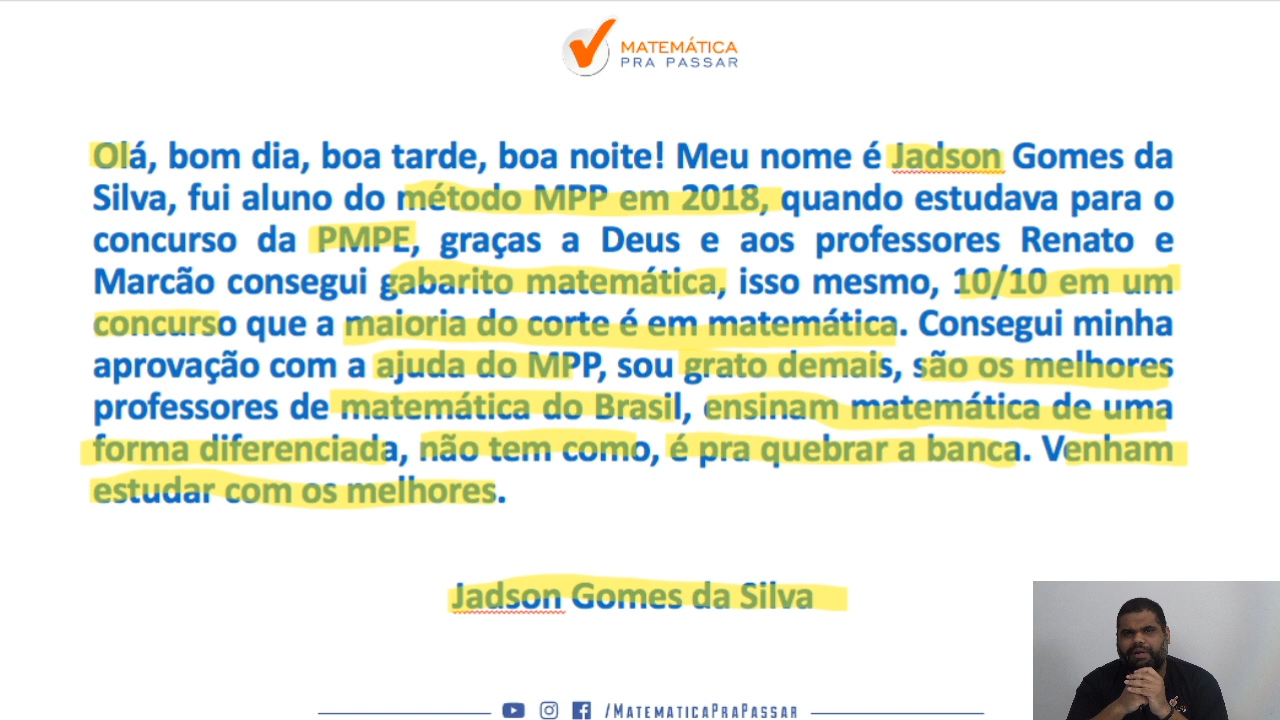 MATEMÁTICA
PRA PASSAR
Olá, bom dia, boa tarde, boa noite! Meu nome é Jadson Gomes da
Silva, fui aluno do método MPP em 2018, quando estudava para o
concurso da PMPE, graças a Deus e aos professores Renato e
Marcão consegui gabarito matemática, isso mesmo, 10/10 em um
concurso que a maioria do corte é em matemática. Consegui minha
aprovação com a ajuda do MPP, sou grato demais, são os melhores
professores de matemática do Brasil, ensinam matemática de uma
forma diferenciada, não tem como, é pra quebrar a banca. Venham
estudar com os melhores.
Jadson Gomes da Silva
/MATEMATICAPRAPASSAR